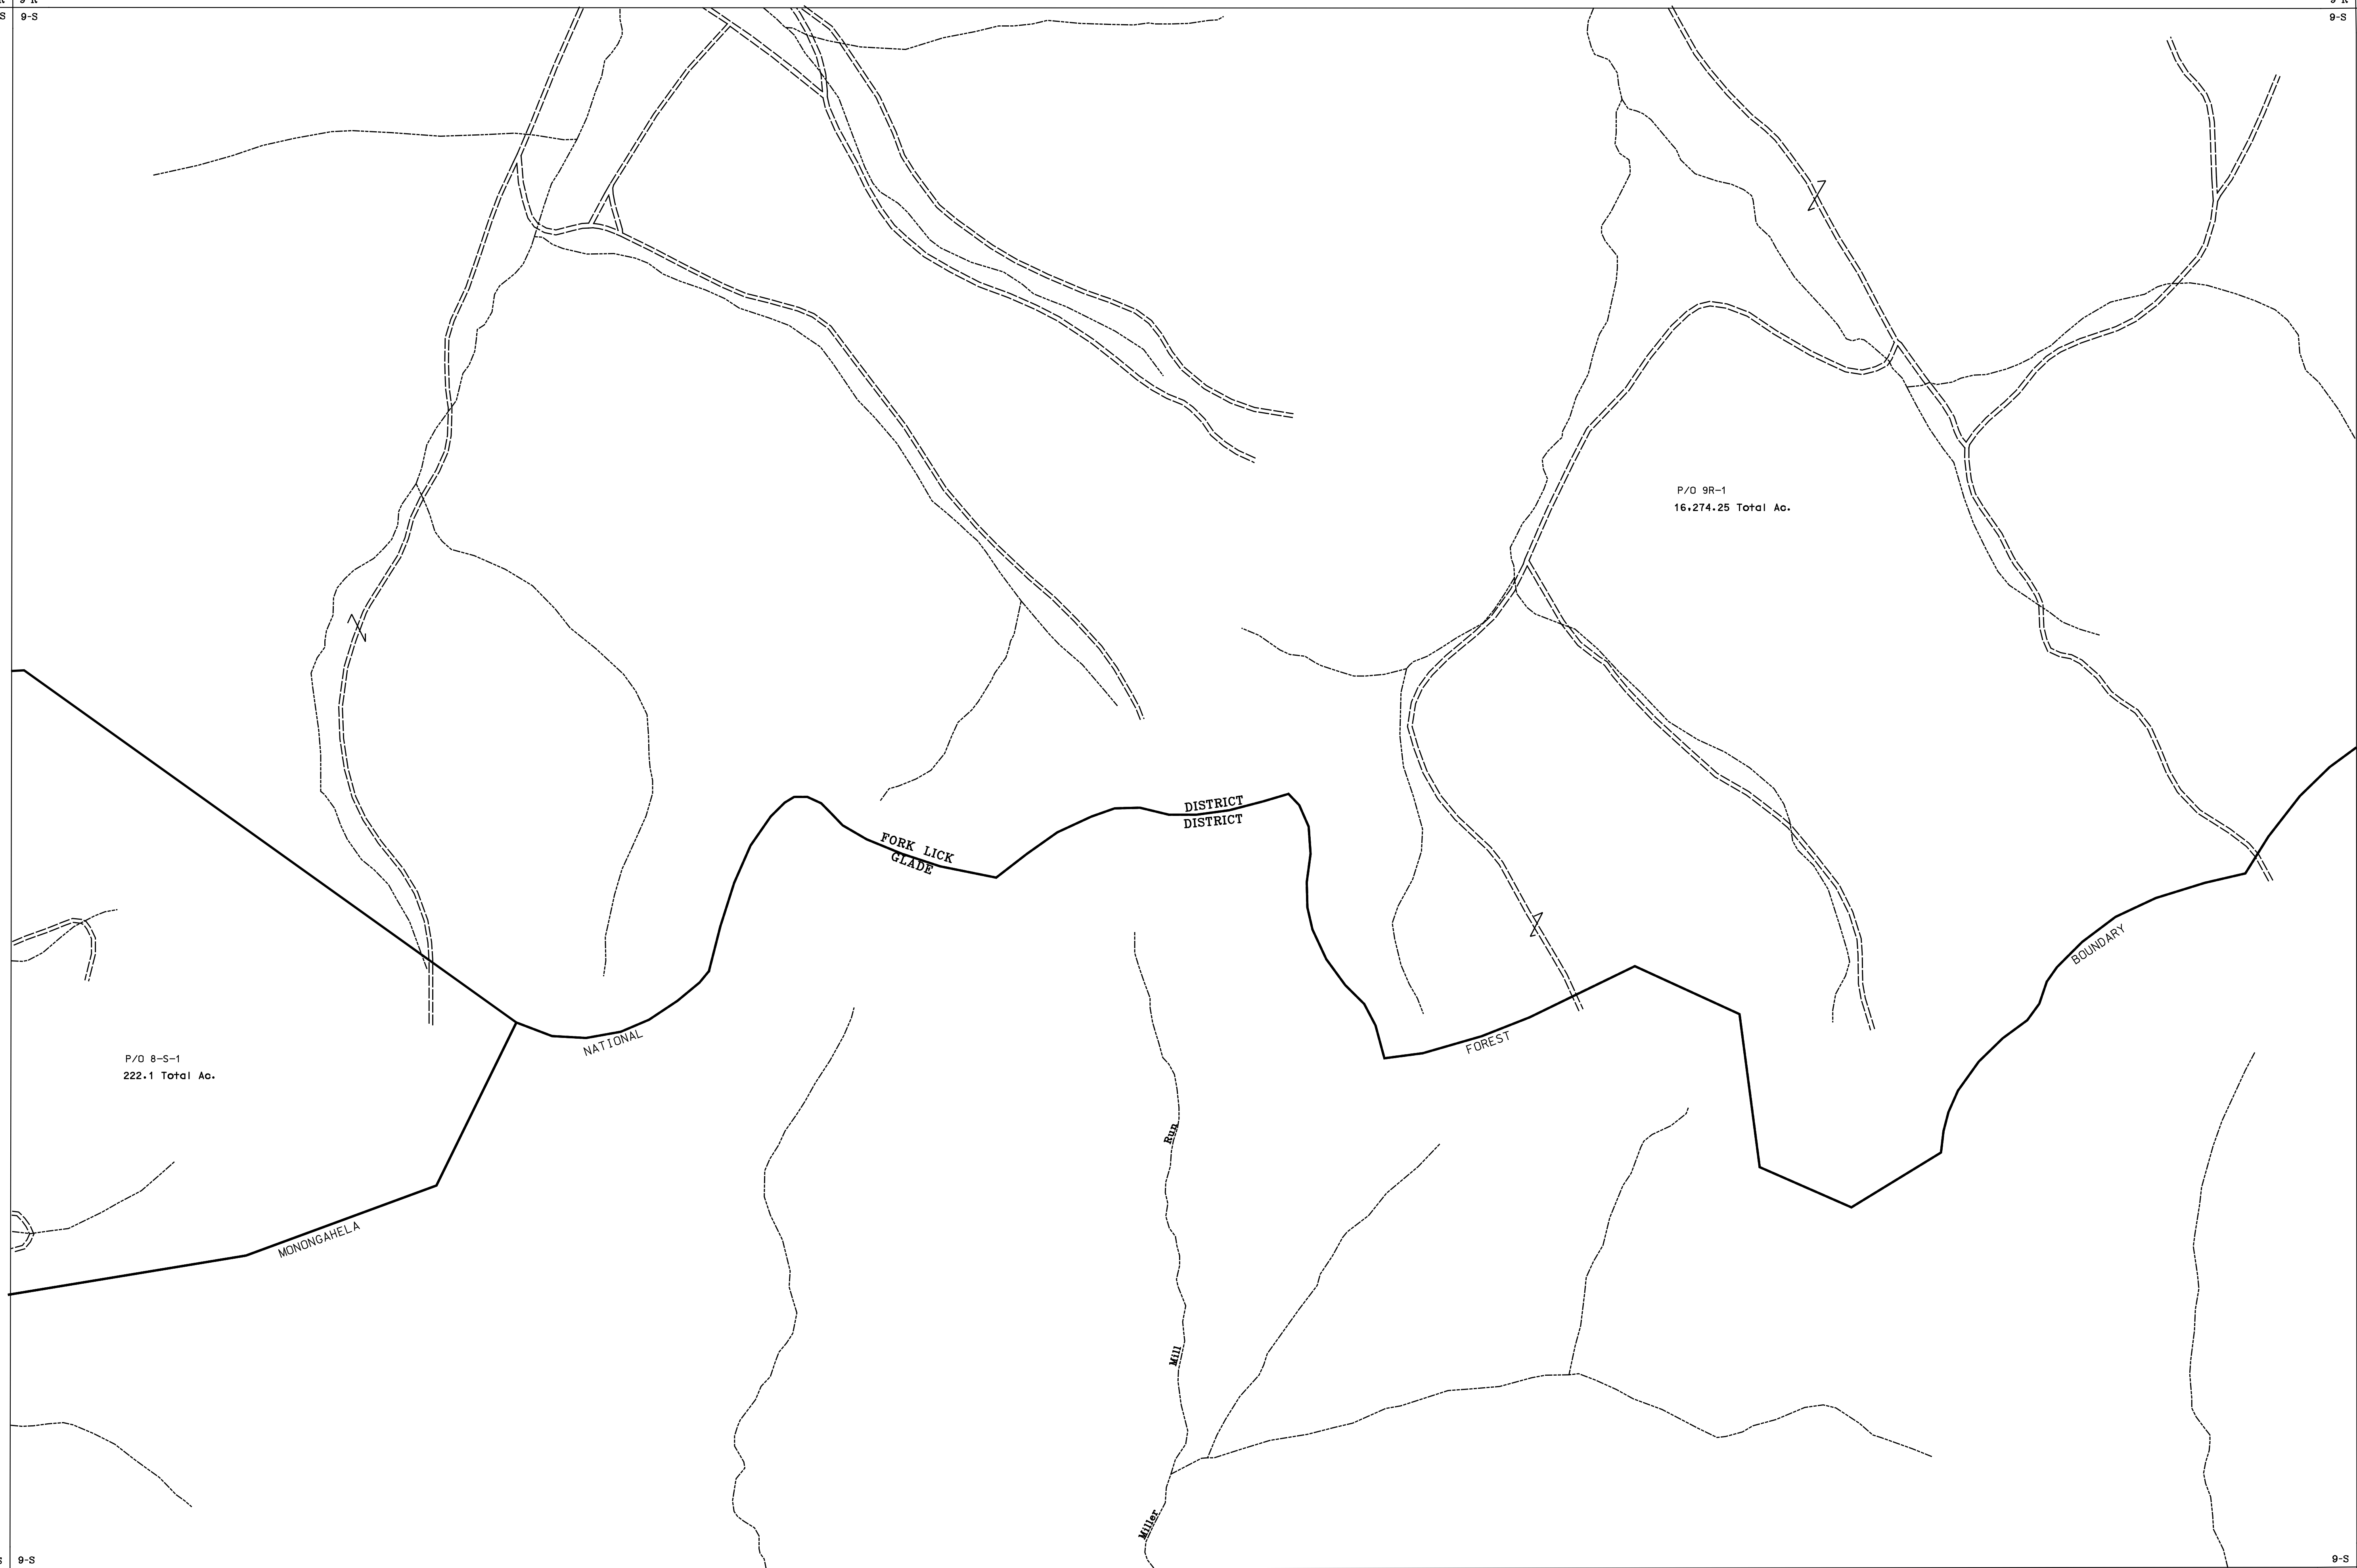 9-S
9-S
P/O 9R-1
16.274.25 Total Ac.
FORK LICK
GLADE
DISTRICT
DISTRICT
BOUNDARY
NATIONAL
FOREST
P/O 8-S-1
222.1 Total Ac.
MONONGAHELA
Run
Mill
Miller
9-S
9-S